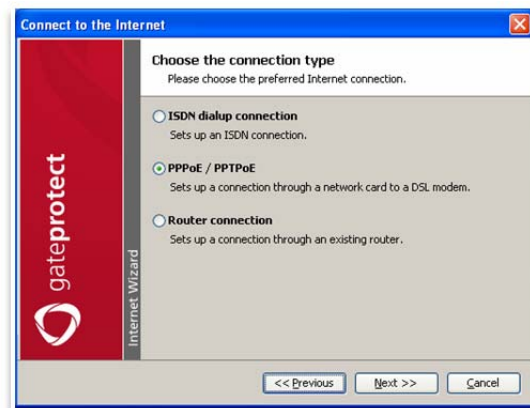 Connect to the Internet
Choose the connection type
Please choose the preferred Internet connection.
ISDN dialup connection
Sets up an ISDN connection.
PPPoE / PPTPoE
Sets up a connection through a network card to a DSL modem.
Router connection
Sets up a connection through an existing router.
gateprotect
Internet Wizard
<< Previous
Next >>
Cancel